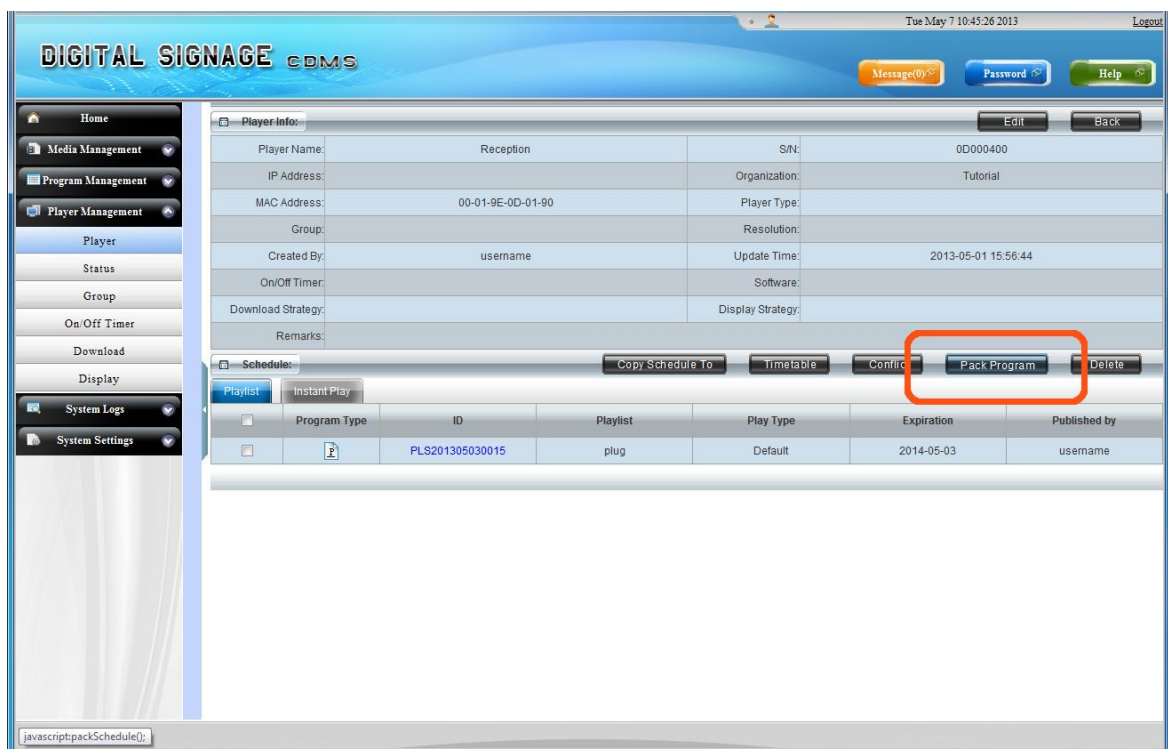 Tue May 7 10:45:26 2013 Logout
DIGITAL SIGNAGE CDMS
Message(0) Password Help
Home
Media Management
Program Management
Player Management
Player
Status
Group
On/Off Timer
Download
Display
System Logs
System Settings
Player Info: Edit Back
Player Name: Reception S/N: 0D000400
IP Address: Organization: Tutorial
MAC Address: 00-01-9E-0D-01-90 Player Type:
Group: Resolution:
Created By: username Update Time: 2013-05-01 15:56:44
On/Off Timer: Software:
Download Strategy: Display Strategy:
Remarks:
Schedule: Copy Schedule To Timetable Conflic Pack Program Delete
Playlist Instant Play
Program Type ID Playlist Play Type Expiration Published by
P PLS201305030015 plug Default 2014-05-03 username
javascript:packSchedule();